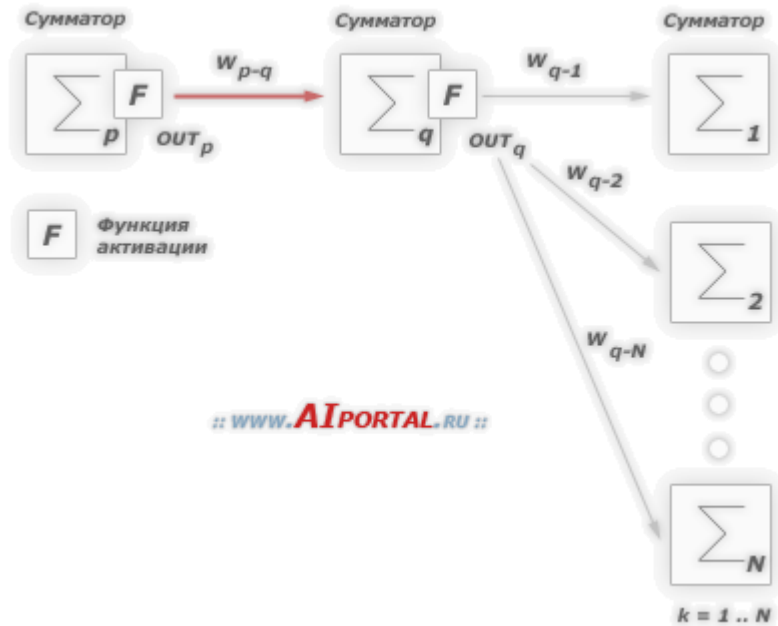 Сумматор
Сумматор
Сумматор
F
p
W p-q
OUT p
F
q
W q-1
OUT q
1
W q-2
F
Функция
активации
2
W q-N
:: WWW.AIPORTAL.RU ::
N
k = 1 .. N